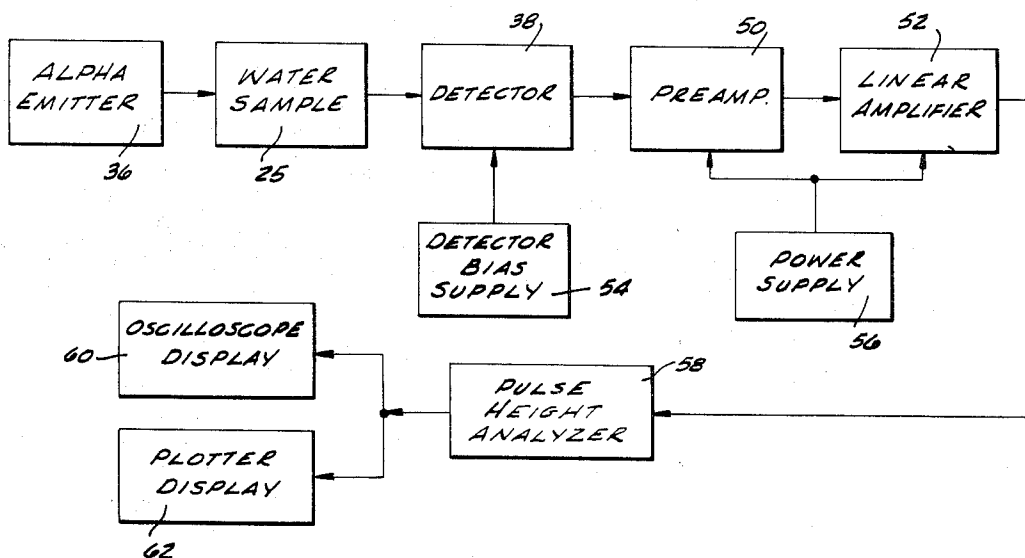 38
50
52
ALPHA
EMITTER
36
WATER
SAMPLE
25
DETECTOR
PREAMP.
LINEAR
AMPLIFIER
DETECTOR
BIAS
SUPPLY
54
POWER
SUPPLY
56
OSCILLOSCOPE
DISPLAY
60
PULSE
HEIGHT
ANALYZER
58
PLOTTER
DISPLAY
62